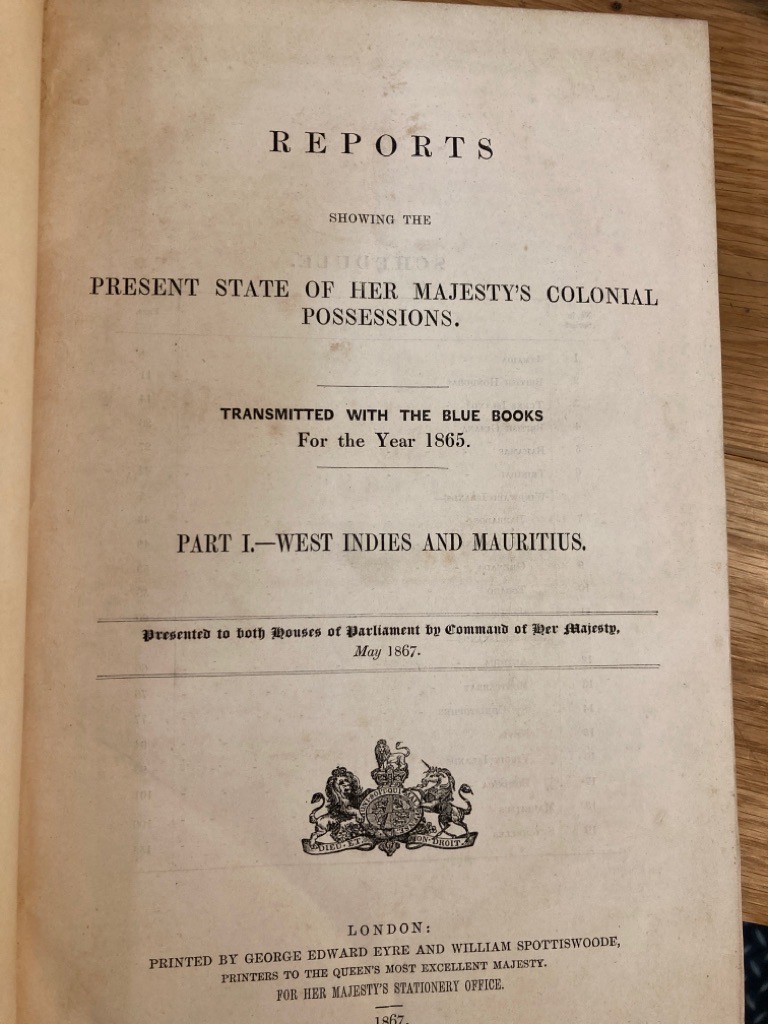 REPORTS
SHOWING THE
PRESENT STATE OF HER MAJESTY'S COLONIAL
POSSESSIONS.
TRANSMITTED WITH THE BLUE BOOKS
For the Year 1865.
PART I.—WEST INDIES AND MAURITIUS.
Presented to both Houses of Parliament by Command of Her Majesty,
May 1867.
DIEU·ET· ·DROIT·
LONDON:
PRINTED BY GEORGE EDWARD EYRE AND WILLIAM SPOTTISWOODE,
PRINTERS TO THE QUEEN'S MOST EXCELLENT MAJESTY.
FOR HER MAJESTY'S STATIONERY OFFICE.
1867.